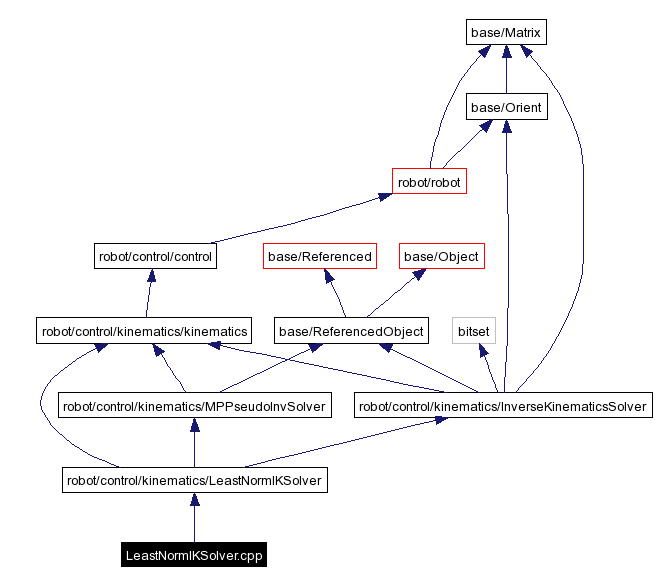 base/Matrix
base/Orient
robot/robot
robot/control/control
base/Referenced
base/Object
robot/control/kinematics/kinematics
base/ReferencedObject
bitset
robot/control/kinematics/MPPseudoInvSolver
robot/control/kinematics/InverseKinematicsSolver
robot/control/kinematics/LeastNormIKSolver
LeastNormIKSolver.cpp